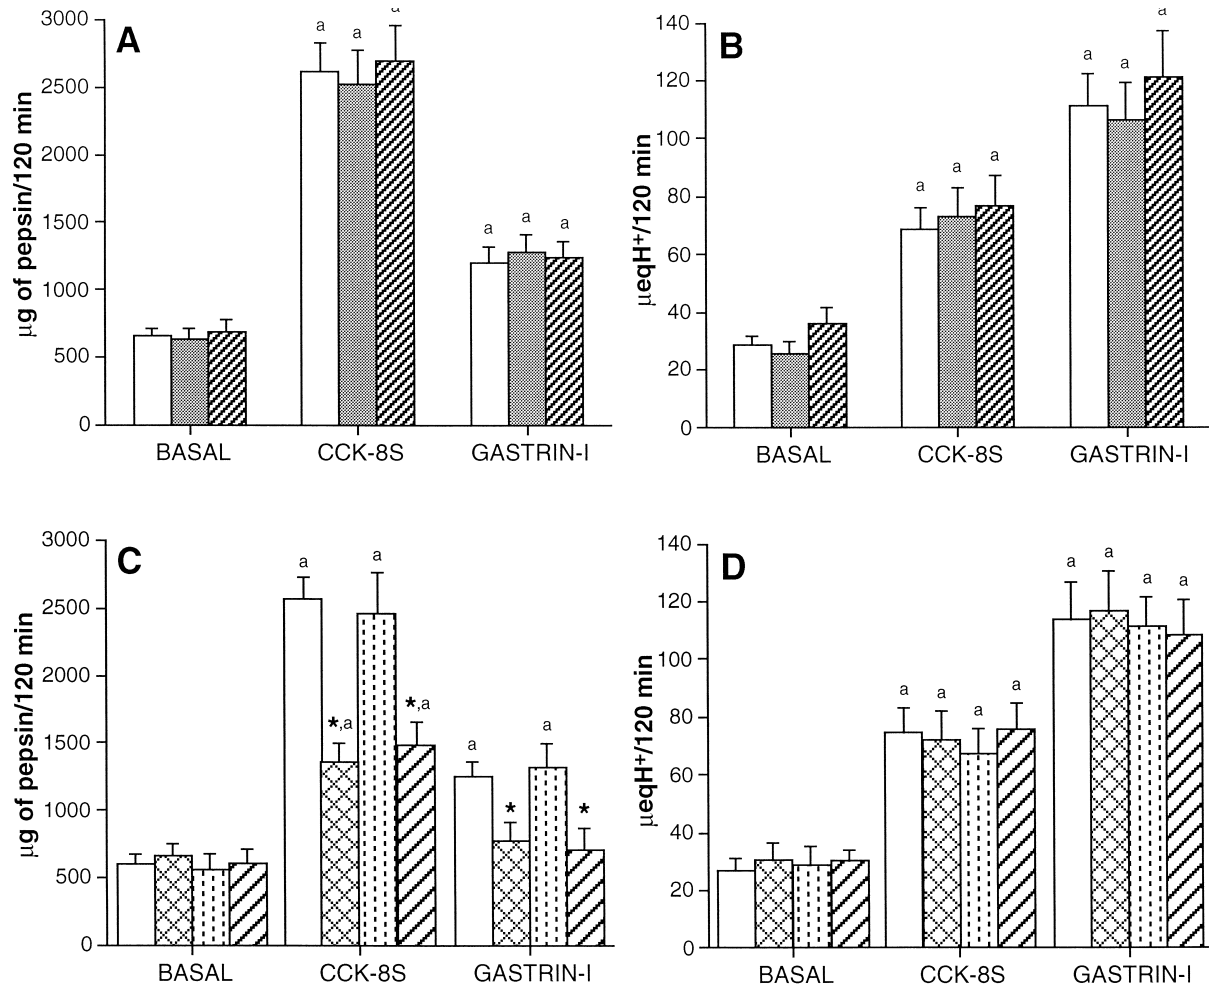 A
µg of pepsin/120 min
3000
2500
2000
1500
1000
500
0
a a a
a a a
BASAL CCK-8S GASTRIN-I
B
µeqH+/120 min
140
120
100
80
60
40
20
0
a a a
a a a
BASAL CCK-8S GASTRIN-I
C
µg of pepsin/120 min
3000
2500
2000
1500
1000
500
0
a *,a a *,a
a * a *
BASAL CCK-8S GASTRIN-I
D
µeqH+/120 min
140
120
100
80
60
40
20
0
a a a a
a a a a
BASAL CCK-8S GASTRIN-I